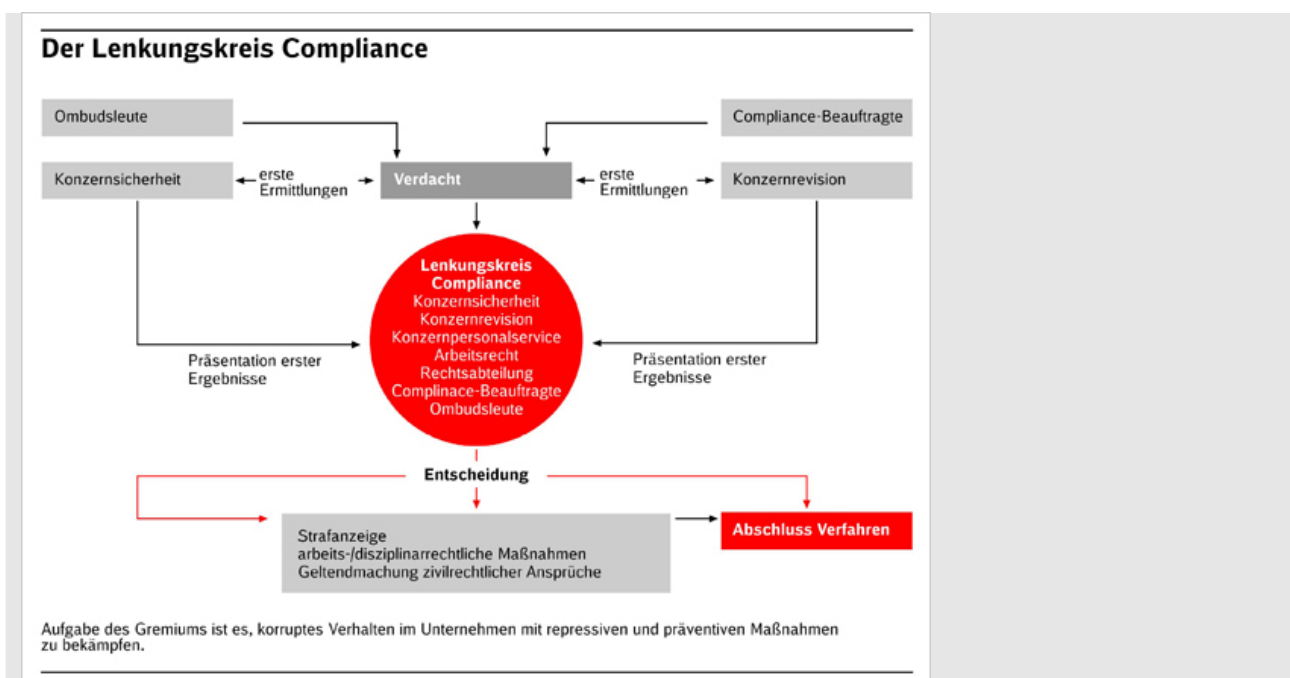 Der Lenkungskreis Compliance
Ombudsleute
Compliance-Beauftragte
Konzernsicherheit
erste
Ermittlungen
Verdacht
erste
Ermittlungen
Konzernrevision
Lenkungskreis
Compliance
Konzernsicherheit
Konzernrevision
Konzernpersonalservice
Arbeitsrecht
Rechtsabteilung
Complinace-Beauftragte
Ombudsleute
Präsentation erster
Ergebnisse
Präsentation erster
Ergebnisse
Entscheidung
Strafanzeige
arbeits-/disziplinarrechtliche Maßnahmen
Geltendmachung zivilrechtlicher Ansprüche
Abschluss Verfahren
Aufgabe des Gremiums ist es, korruptes Verhalten im Unternehmen mit repressiven und präventiven Maßnahmen
zu bekämpfen.